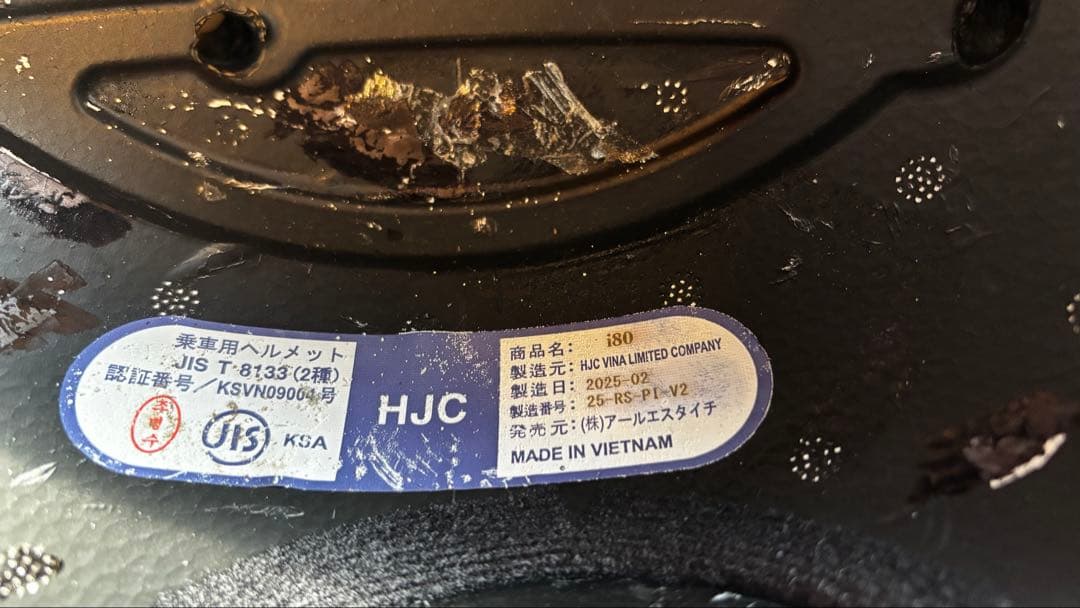 乗車用ヘルメット
JIS T 8133 (2種)
認証番号/KSVN09004号
JIS KSA
HJC
商品名: i80
製造元: HJC VINA LIMITED COMPANY
製造日: 2025-02
製造番号: 25-RS-PI-V2
発売元: (株)アールエスタイチ
MADE IN VIETNAM